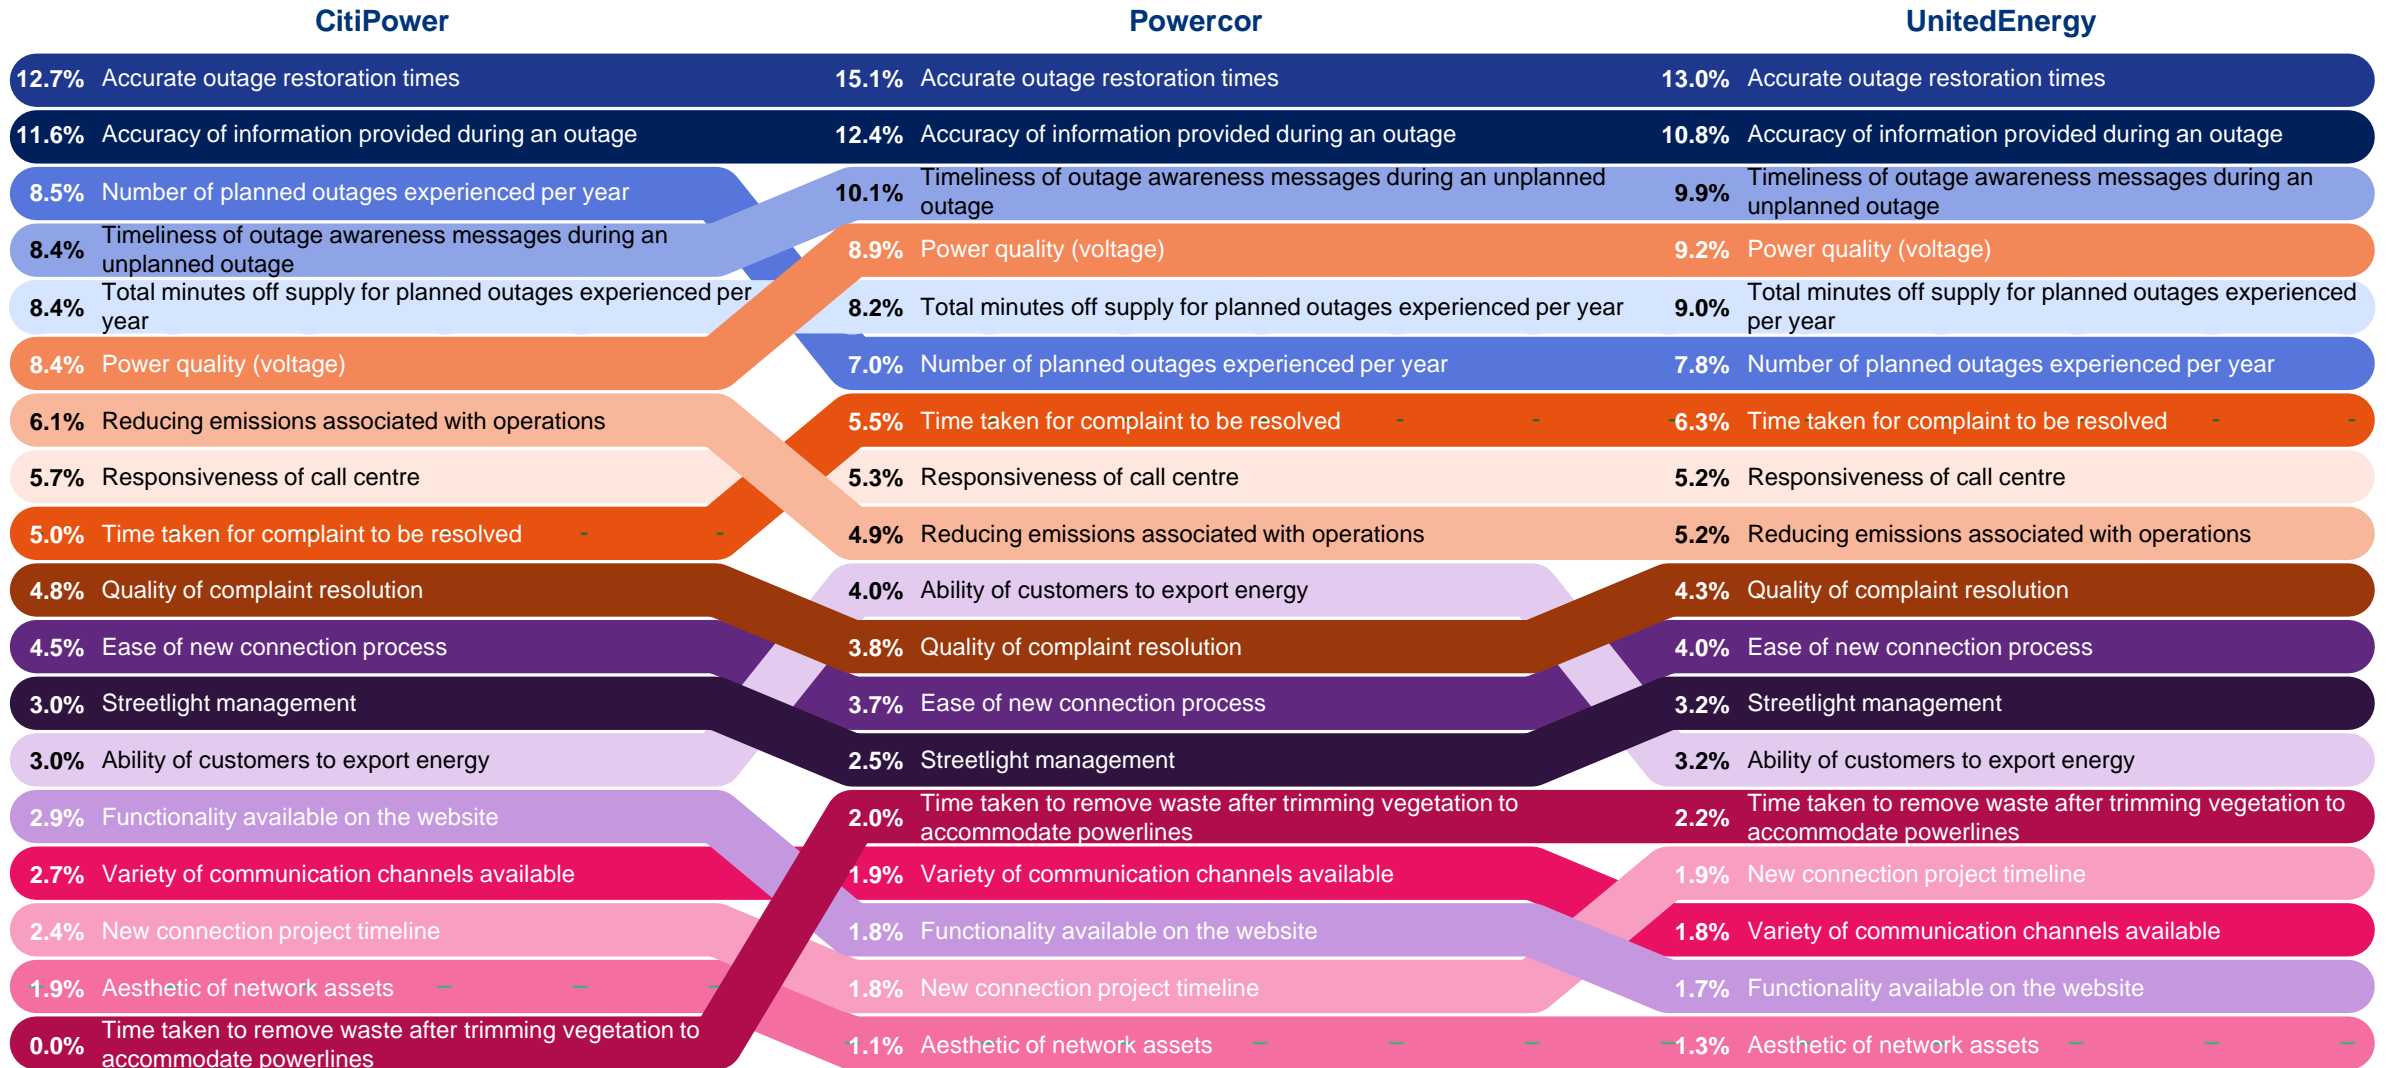 CitiPower
Powercor
UnitedEnergy
12.7% Accurate outage restoration times
15.1% Accurate outage restoration times
13.0% Accurate outage restoration times
11.6% Accuracy of information provided during an outage
12.4% Accuracy of information provided during an outage
10.8% Accuracy of information provided during an outage
8.5% Number of planned outages experienced per year
10.1% Timeliness of outage awareness messages during an unplanned
outage
9.9% Timeliness of outage awareness messages during an
unplanned outage
8.4% Timeliness of outage awareness messages during an
unplanned outage
8.9% Power quality (voltage)
9.2% Power quality (voltage)
8.4% Total minutes off supply for planned outages experienced per
year
8.2% Total minutes off supply for planned outages experienced per year
9.0% Total minutes off supply for planned outages experienced
per year
8.4% Power quality (voltage)
7.0% Number of planned outages experienced per year
7.8% Number of planned outages experienced per year
6.1% Reducing emissions associated with operations
5.5% Time taken for complaint to be resolved
6.3% Time taken for complaint to be resolved
5.7% Responsiveness of call centre
5.3% Responsiveness of call centre
5.2% Responsiveness of call centre
5.0% Time taken for complaint to be resolved
4.9% Reducing emissions associated with operations
5.2% Reducing emissions associated with operations
4.8% Quality of complaint resolution
4.0% Ability of customers to export energy
4.3% Quality of complaint resolution
4.5% Ease of new connection process
3.8% Quality of complaint resolution
4.0% Ease of new connection process
3.0% Streetlight management
3.7% Ease of new connection process
3.2% Streetlight management
3.0% Ability of customers to export energy
2.5% Streetlight management
3.2% Ability of customers to export energy
2.9% Functionality available on the website
2.0% Time taken to remove waste after trimming vegetation to
accommodate powerlines
2.2% Time taken to remove waste after trimming vegetation to
accommodate powerlines
2.7% Variety of communication channels available
1.9% Variety of communication channels available
1.9% New connection project timeline
2.4% New connection project timeline
1.8% Functionality available on the website
1.8% Variety of communication channels available
1.9% Aesthetic of network assets
1.8% New connection project timeline
1.7% Functionality available on the website
0.0% Time taken to remove waste after trimming vegetation to
accommodate powerlines
1.1% Aesthetic of network assets
1.3% Aesthetic of network assets